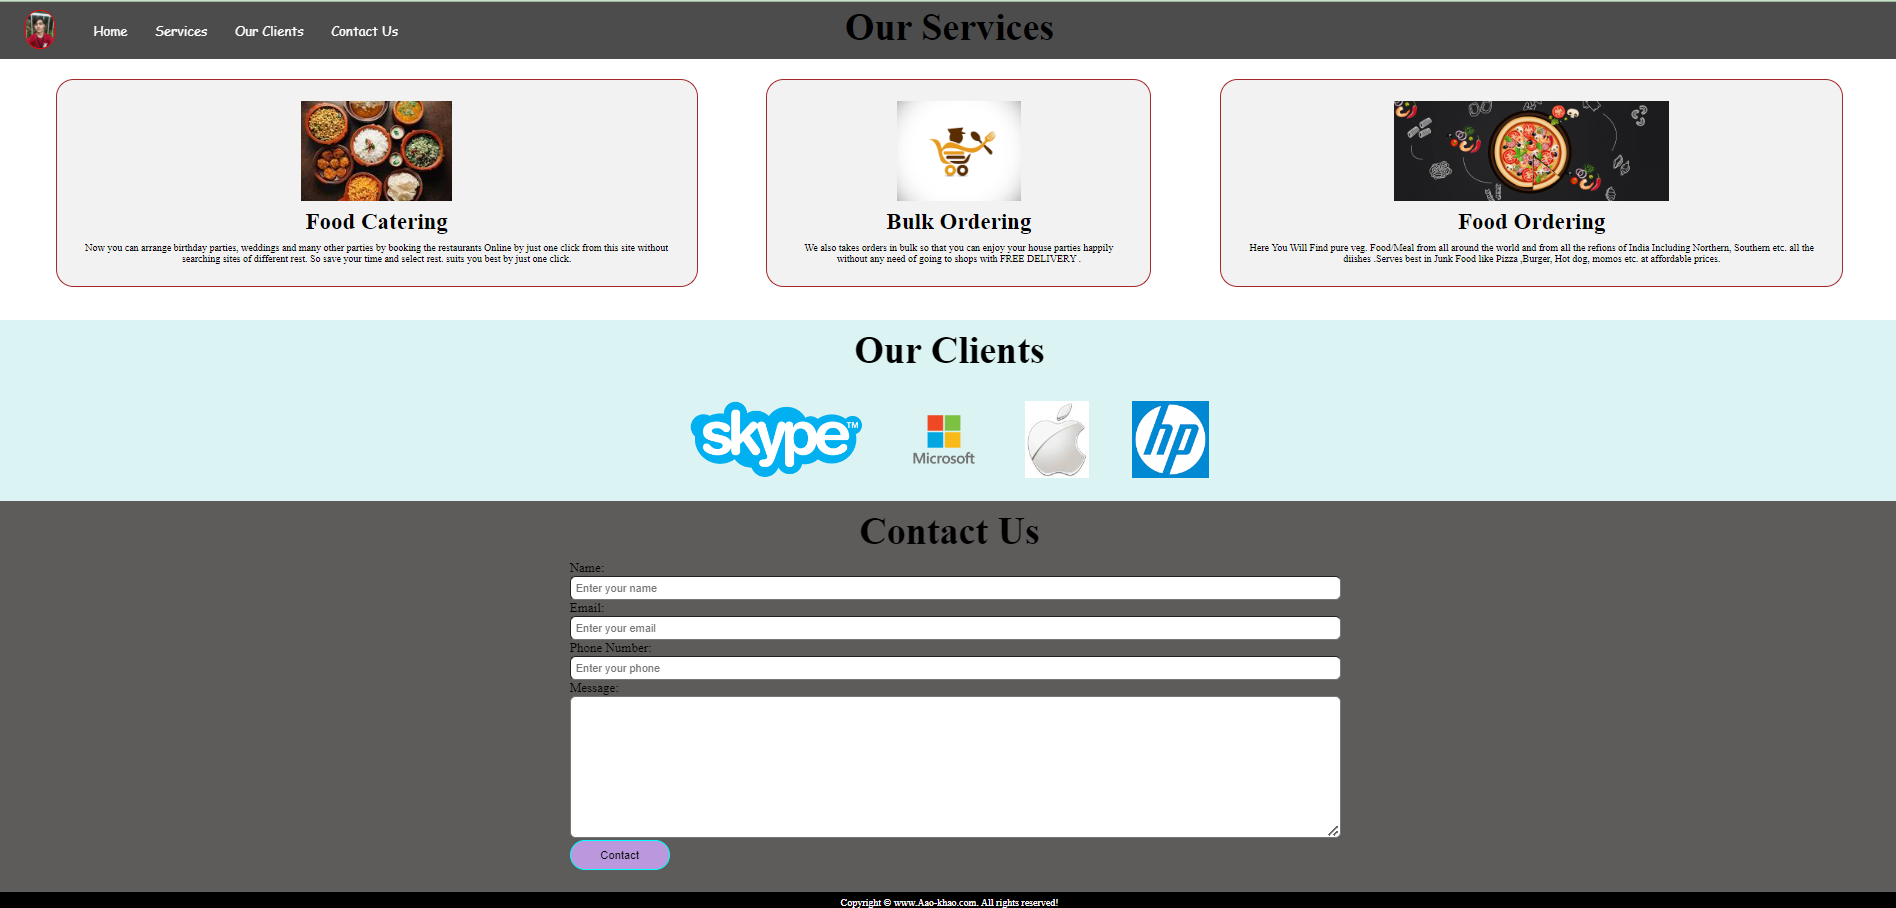 Home Services Our Clients Contact Us
Our Services
Food Catering
Now you can arrange birthday parties, weddings and many other parties by booking the restaurants Online by just one click from this site without
searching sites of different rest. So save your time and select rest. suits you best by just one click.
Bulk Ordering
We also takes orders in bulk so that you can enjoy your house parties happily
without any need of going to shops with FREE DELIVERY .
Food Ordering
Here You Will Find pure veg. Food/Meal from all around the world and from all the refions of India Including Northern, Southern etc. all the
diishes .Serves best in Junk Food like Pizza ,Burger, Hot dog, momos etc. at affordable prices.
Our Clients
skype™
Microsoft
hp
Contact Us
Name:
Enter your name
Email:
Enter your email
Phone Number:
Enter your phone
Message:
Contact
Copyright © www.Aao-khao.com. All rights reserved!